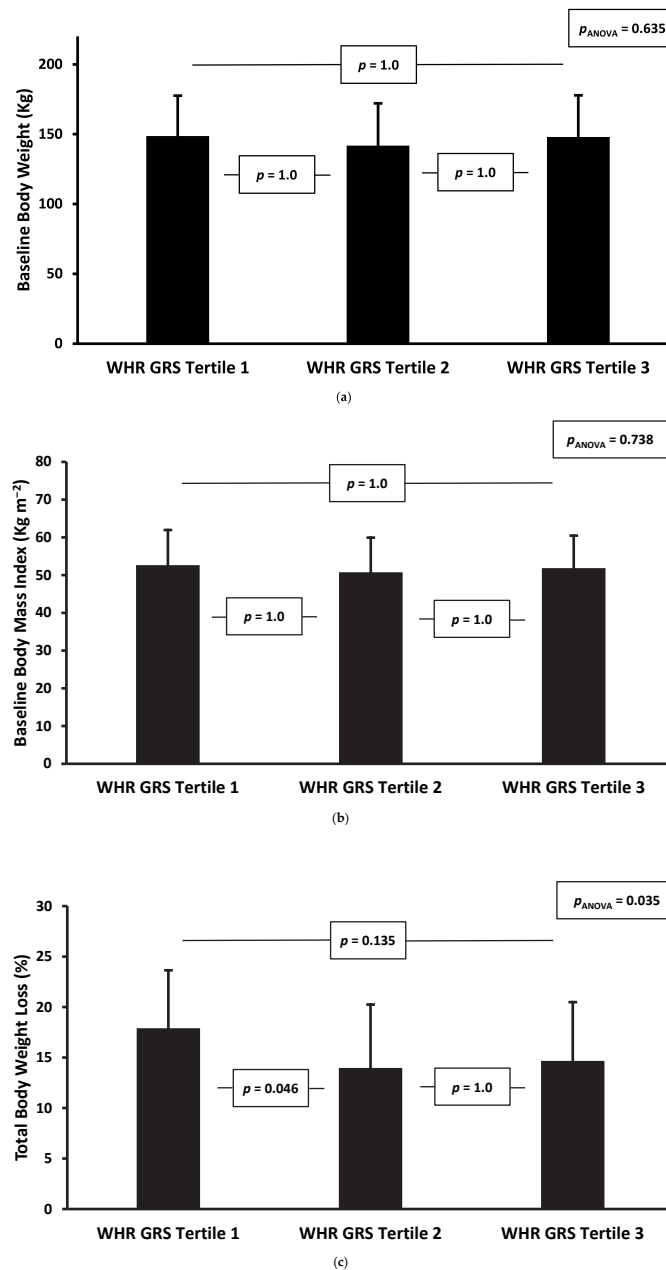 p_ANOVA = 0.635
p = 1.0
200
150
100
50
0
Baseline Body Weight (Kg)
p = 1.0
p = 1.0
WHR GRS Tertile 1
WHR GRS Tertile 2
WHR GRS Tertile 3
(a)
p_ANOVA = 0.738
80
70
60
50
40
30
20
10
0
Baseline Body Mass Index (Kg m⁻²)
p = 1.0
p = 1.0
p = 1.0
WHR GRS Tertile 1
WHR GRS Tertile 2
WHR GRS Tertile 3
(b)
p_ANOVA = 0.035
30
25
20
15
10
5
0
Total Body Weight Loss (%)
p = 0.135
p = 0.046
p = 1.0
WHR GRS Tertile 1
WHR GRS Tertile 2
WHR GRS Tertile 3
(c)